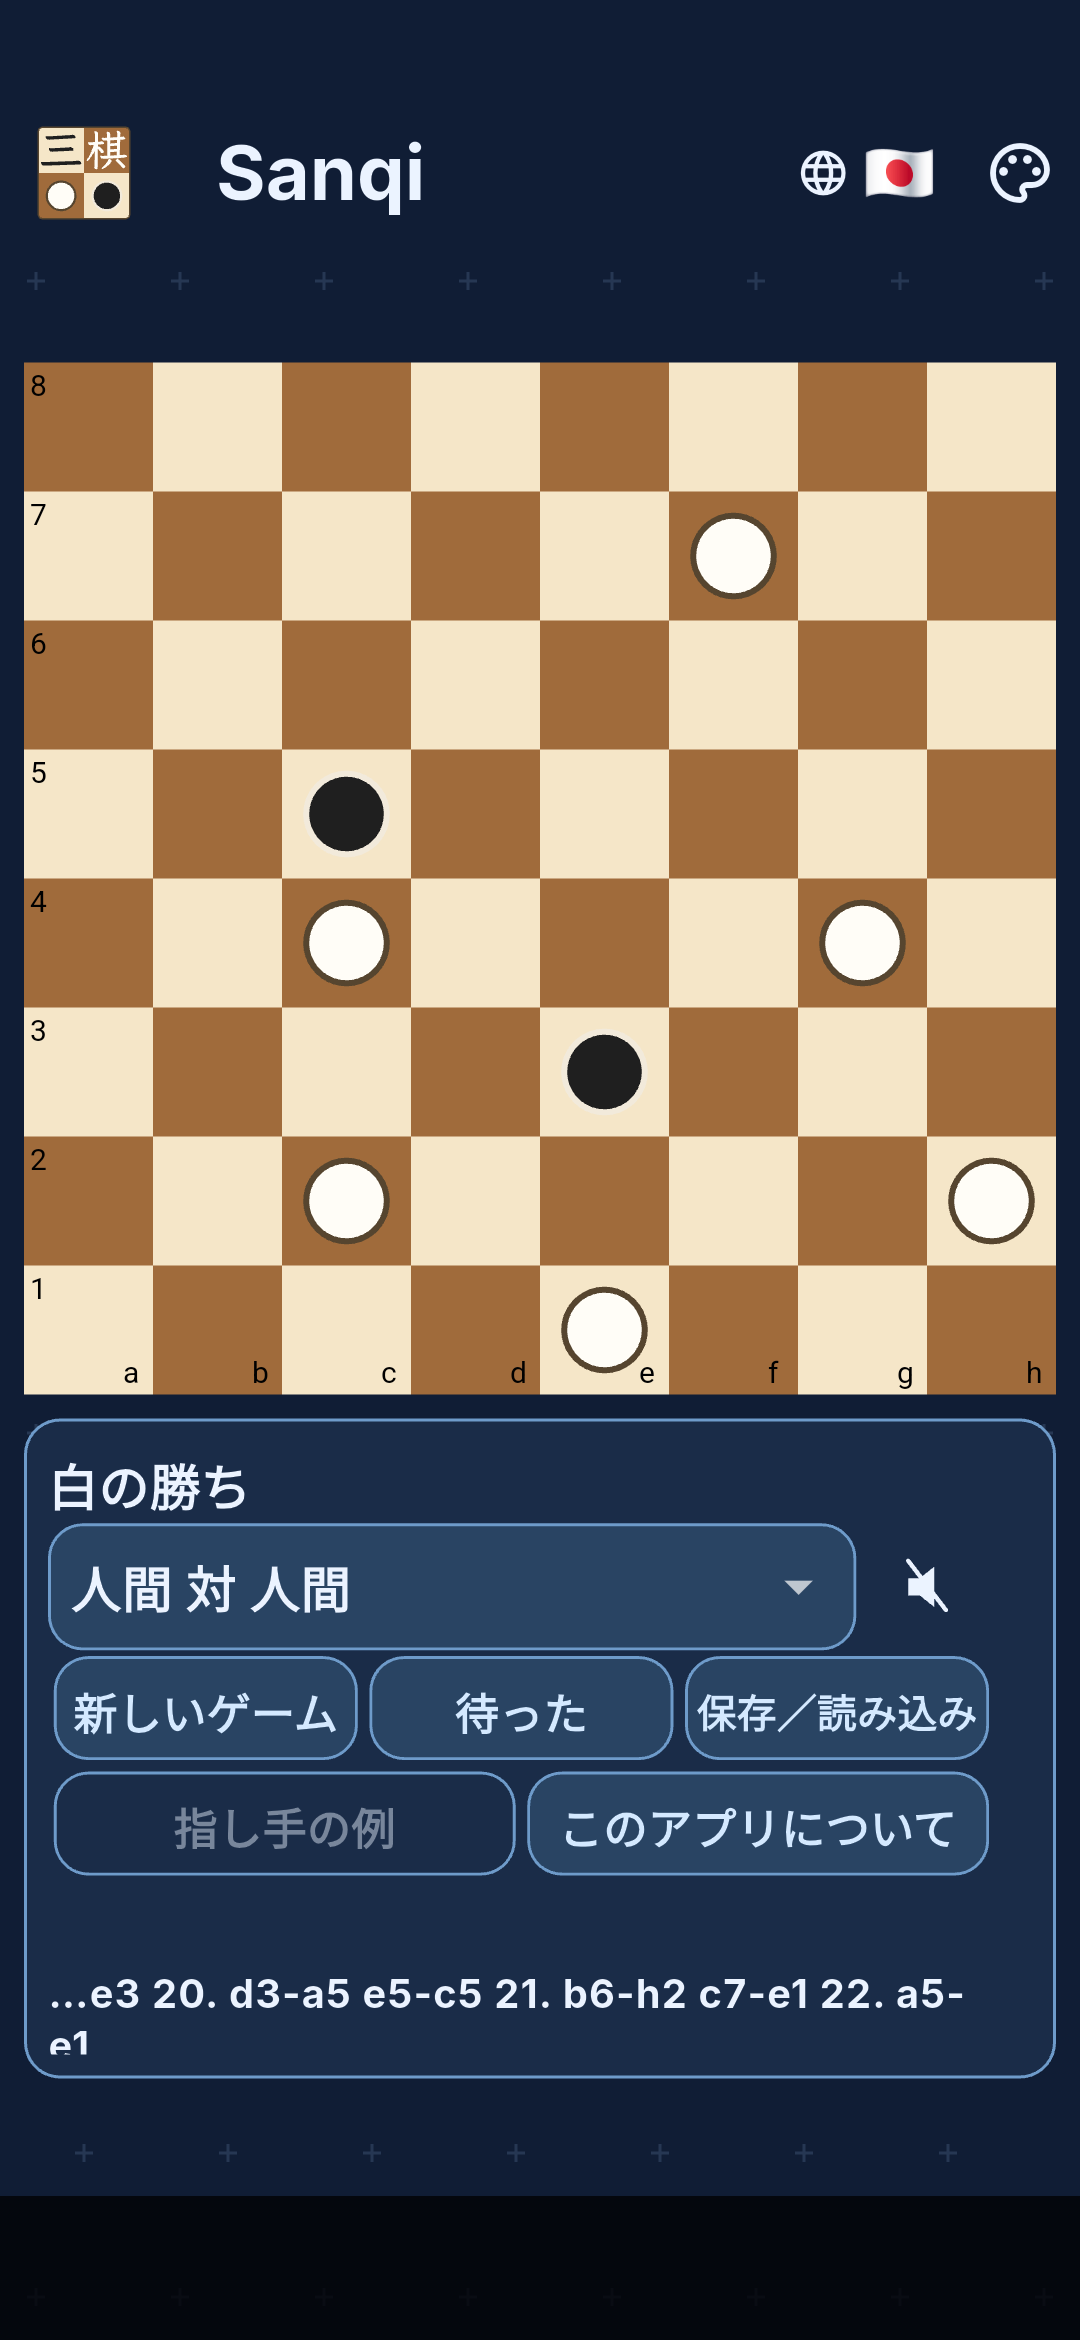 三棋
Sanqi
8
7
6
5
4
3
2
1
a b c d e f g h
白の勝ち
人間 対 人間
新しいゲーム 待った 保存／読み込み
指し手の例 このアプリについて
...e3 20. d3-a5 e5-c5 21. b6-h2 c7-e1 22. a5-
e1